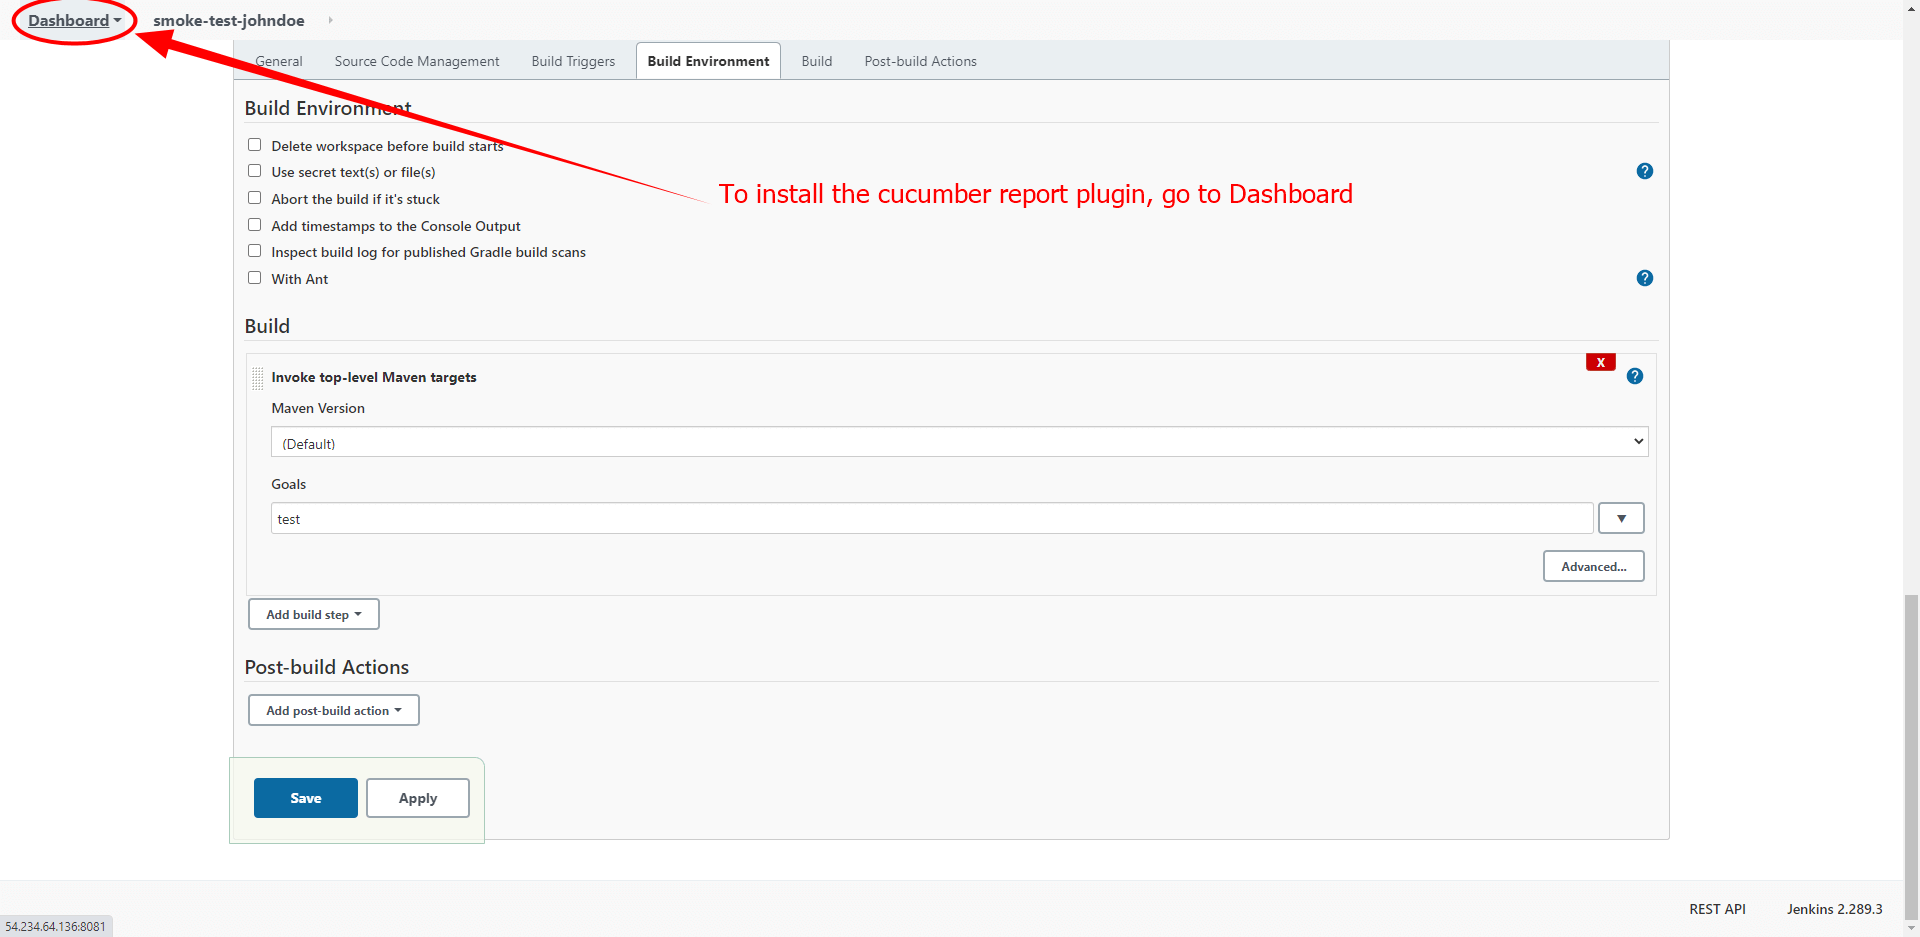 Dashboard smoke-test-johndoe
General Source Code Management Build Triggers Build Environment Build Post-build Actions
Build Environment
Delete workspace before build starts
Use secret text(s) or file(s)
?
To install the cucumber report plugin, go to Dashboard
Abort the build if it's stuck
Add timestamps to the Console Output
Inspect build log for published Gradle build scans
With Ant
?
Build
X
Invoke top-level Maven targets
?
Maven Version
(Default)
Goals
test
Advanced...
Add build step
Post-build Actions
Add post-build action
Save Apply
REST API Jenkins 2.289.3
54.234.64.136:8081